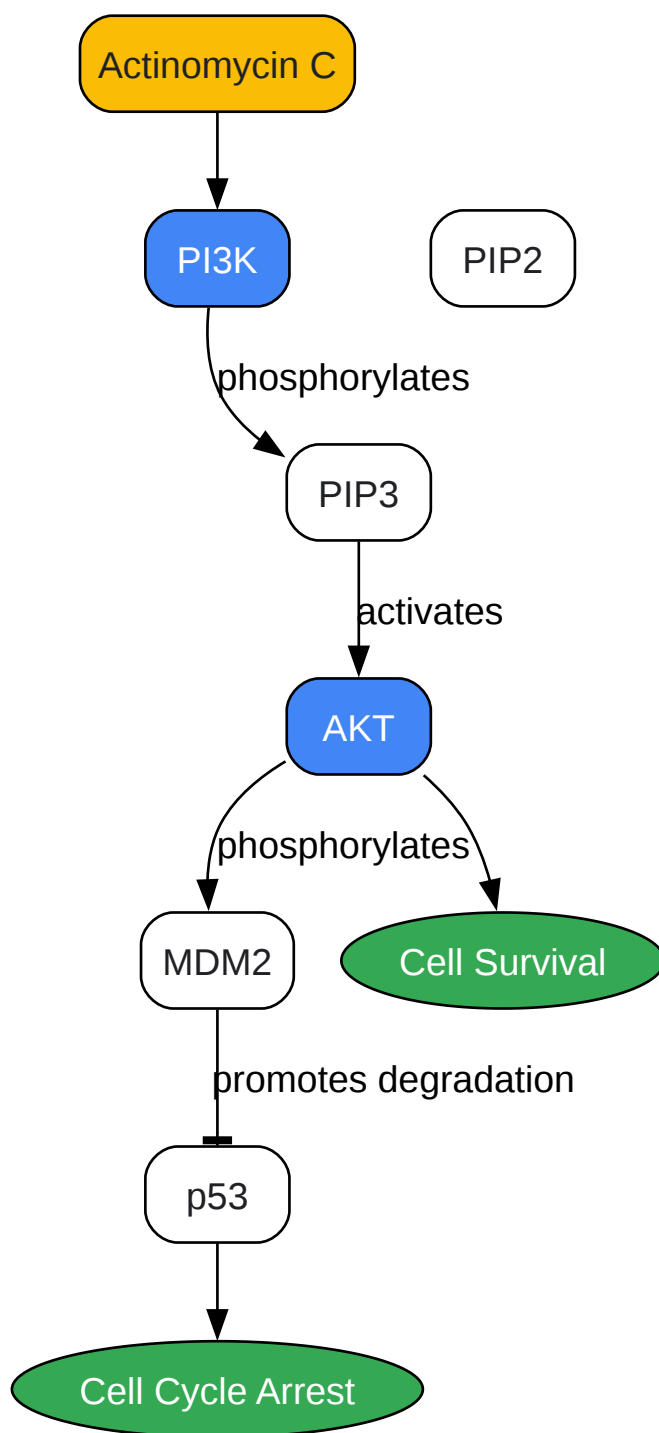 Actinomycin C
PI3K
PIP2
phosphorylates
PIP3
activates
AKT
phosphorylates
MDM2
Cell Survival
promotes degradation
p53
Cell Cycle Arrest